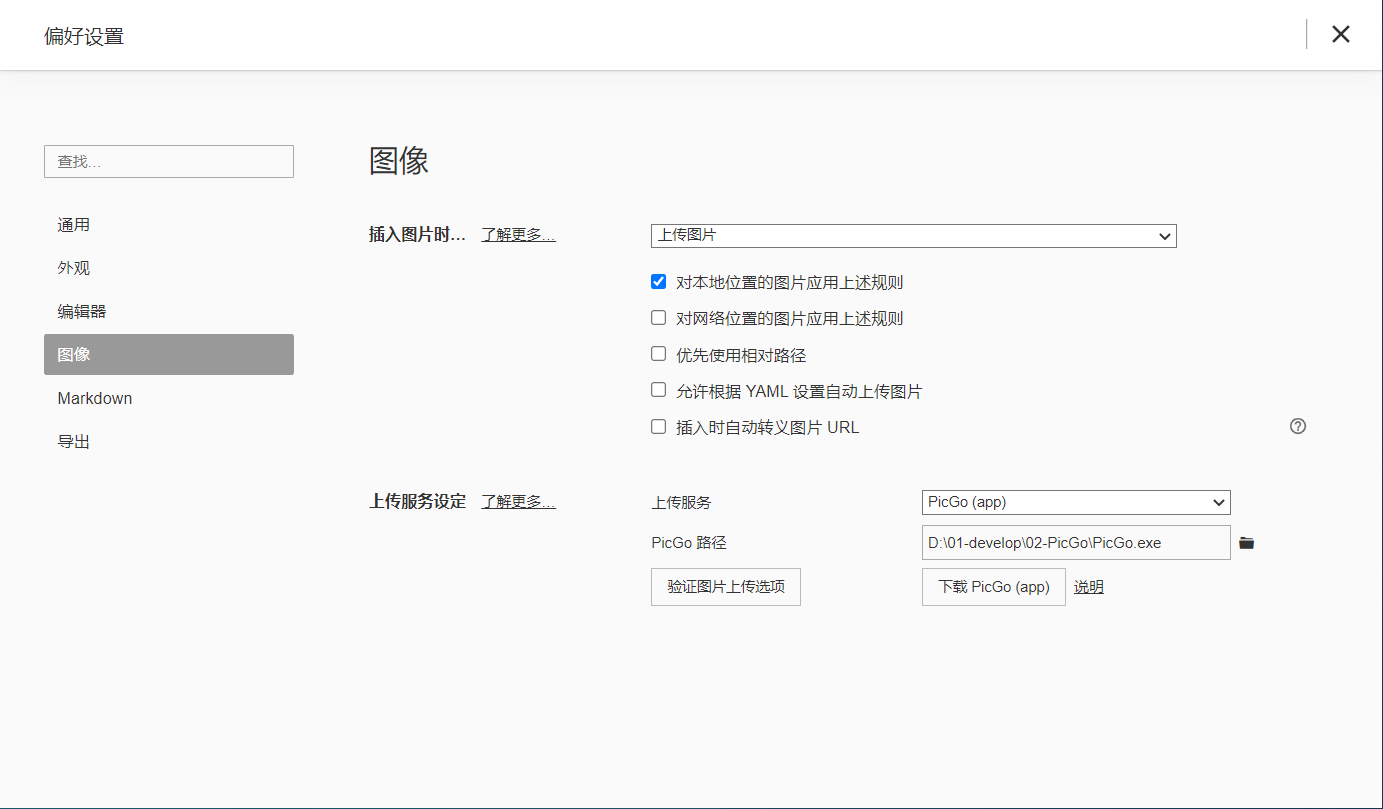 偏好设置
查找...
通用
外观
编辑器
图像
Markdown
导出
图像
插入图片时... 了解更多...
上传图片
对本地位置的图片应用上述规则
对网络位置的图片应用上述规则
优先使用相对路径
允许根据 YAML 设置自动上传图片
插入时自动转义图片 URL
上传服务设定 了解更多...
上传服务 PicGo (app)
PicGo 路径 D:\01-develop\02-PicGo\PicGo.exe
验证图片上传选项 下载 PicGo (app) 说明